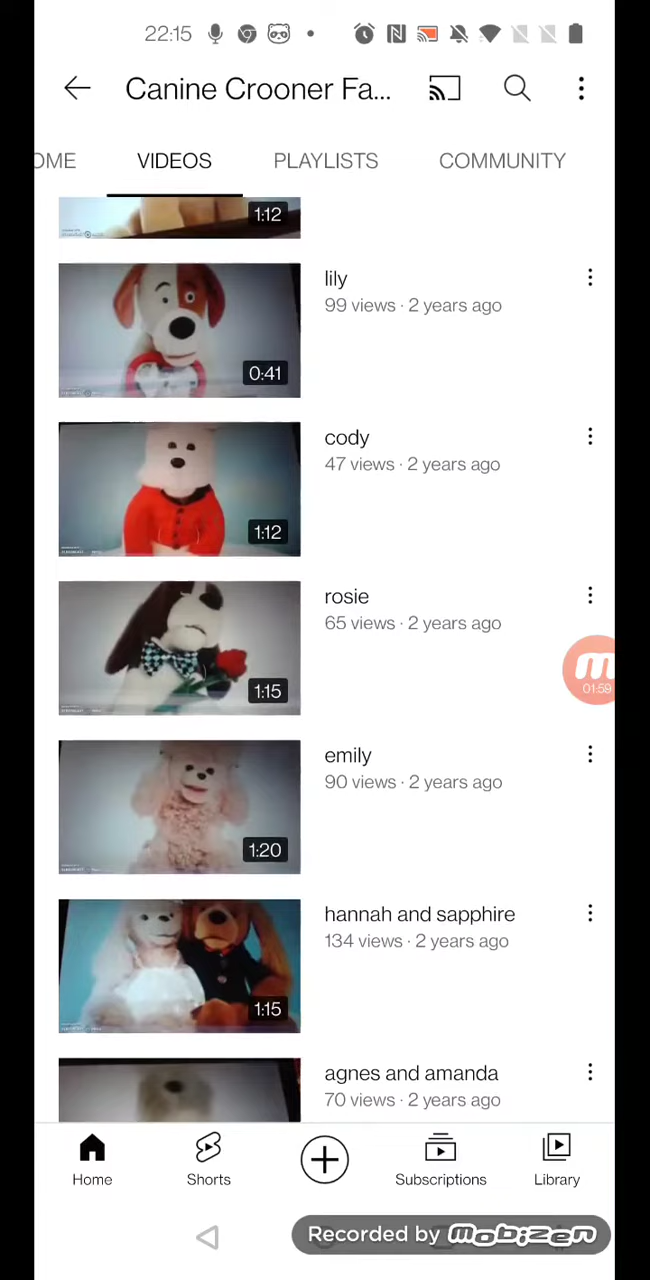 22:15
Canine Crooner Fa...
OME VIDEOS PLAYLISTS COMMUNITY
1:12
lily
99 views · 2 years ago
0:41
cody
47 views · 2 years ago
1:12
rosie
65 views · 2 years ago
1:15
01:59
emily
90 views · 2 years ago
1:20
hannah and sapphire
134 views · 2 years ago
1:15
agnes and amanda
70 views · 2 years ago
Home Shorts Subscriptions Library
Recorded by mobizen